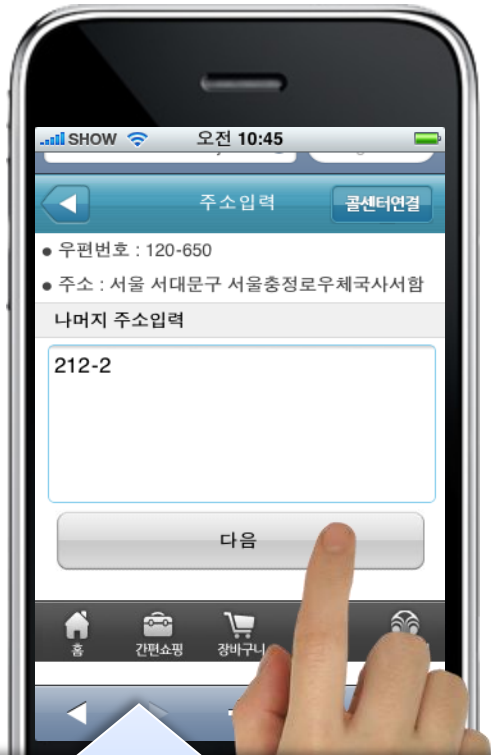 SHOW 오전 10:45
주소입력 콜센터연결
● 우편번호 : 120-650
● 주소 : 서울 서대문구 서울충정로우체국사서함
나머지 주소입력
212-2
다음
홈 간편쇼핑 장바구니